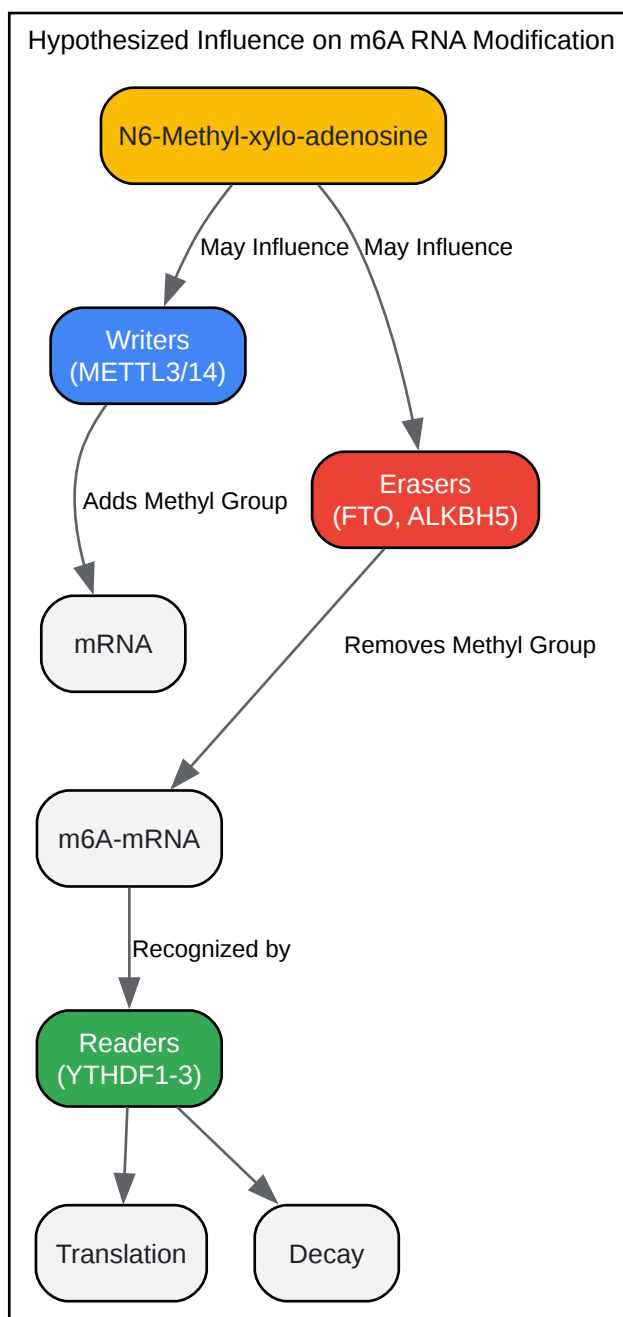 Hypothesized Influence on m6A RNA Modification
N6-Methyl-xylo-adenosine
May Influence
May Influence
Writers
(METTL3/14)
Erasers
(FTO, ALKBH5)
Adds Methyl Group
mRNA
Removes Methyl Group
m6A-mRNA
Recognized by
Readers
(YTHDF1-3)
Translation
Decay